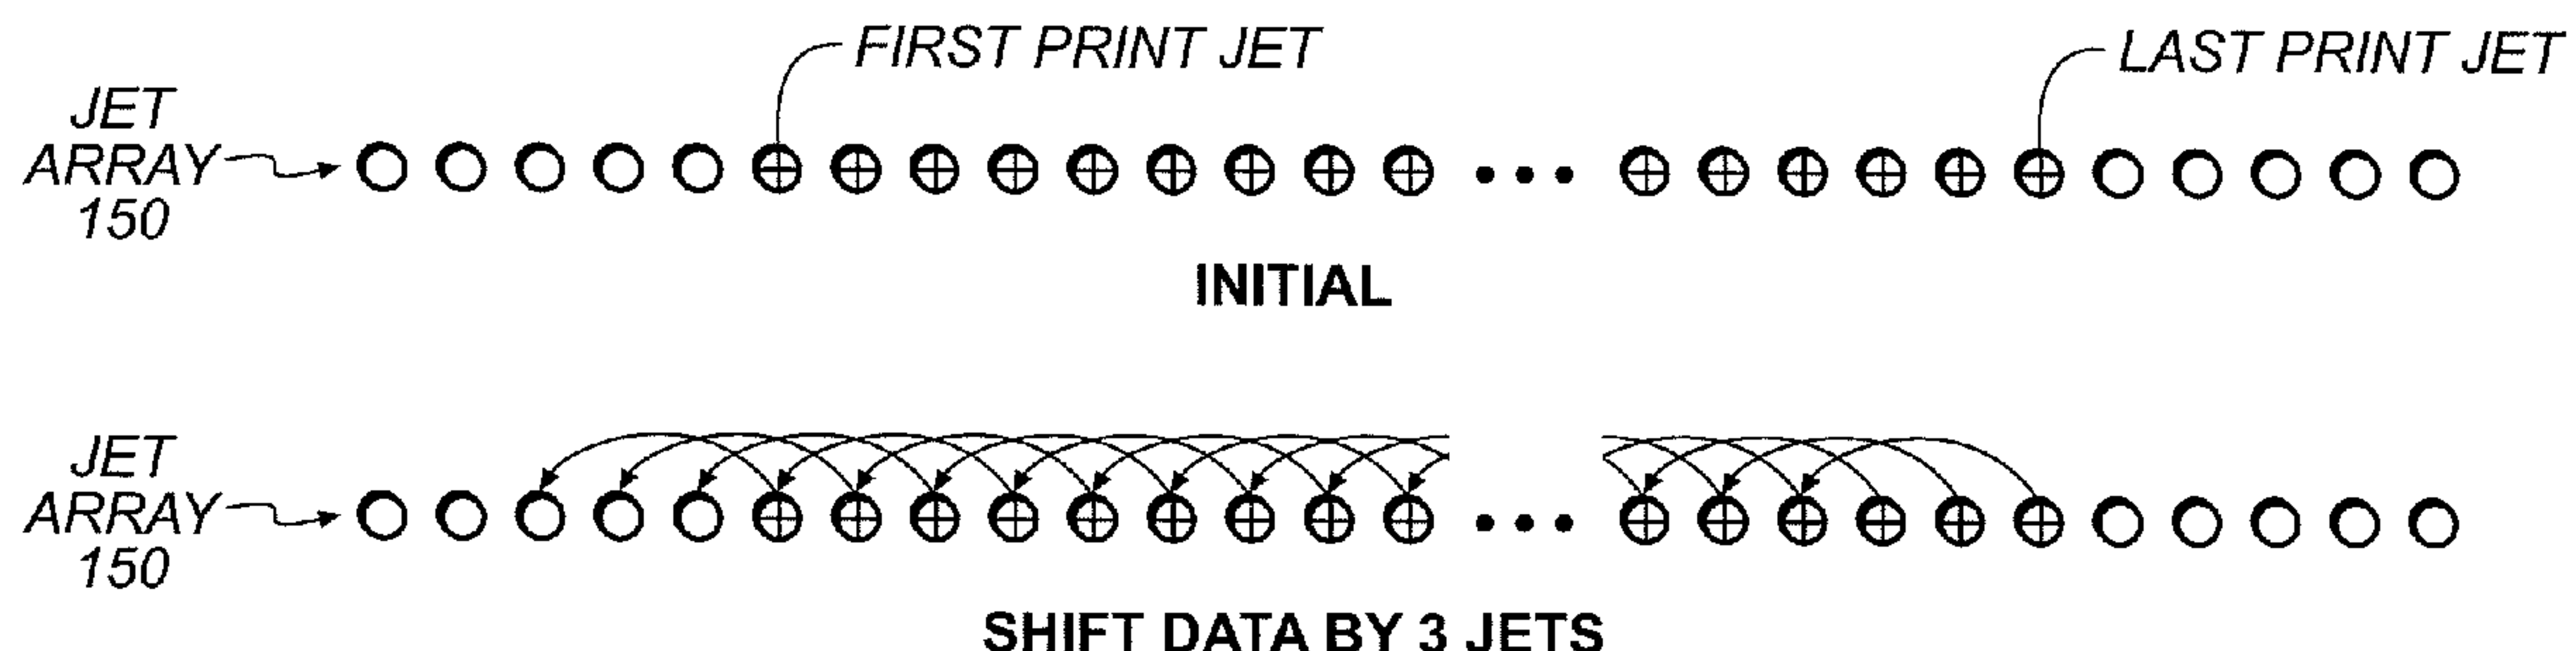 FIRST PRINT JET
LAST PRINT JET
JET
ARRAY
150
INITIAL
JET
ARRAY
150
SHIFT DATA BY 3 JETS